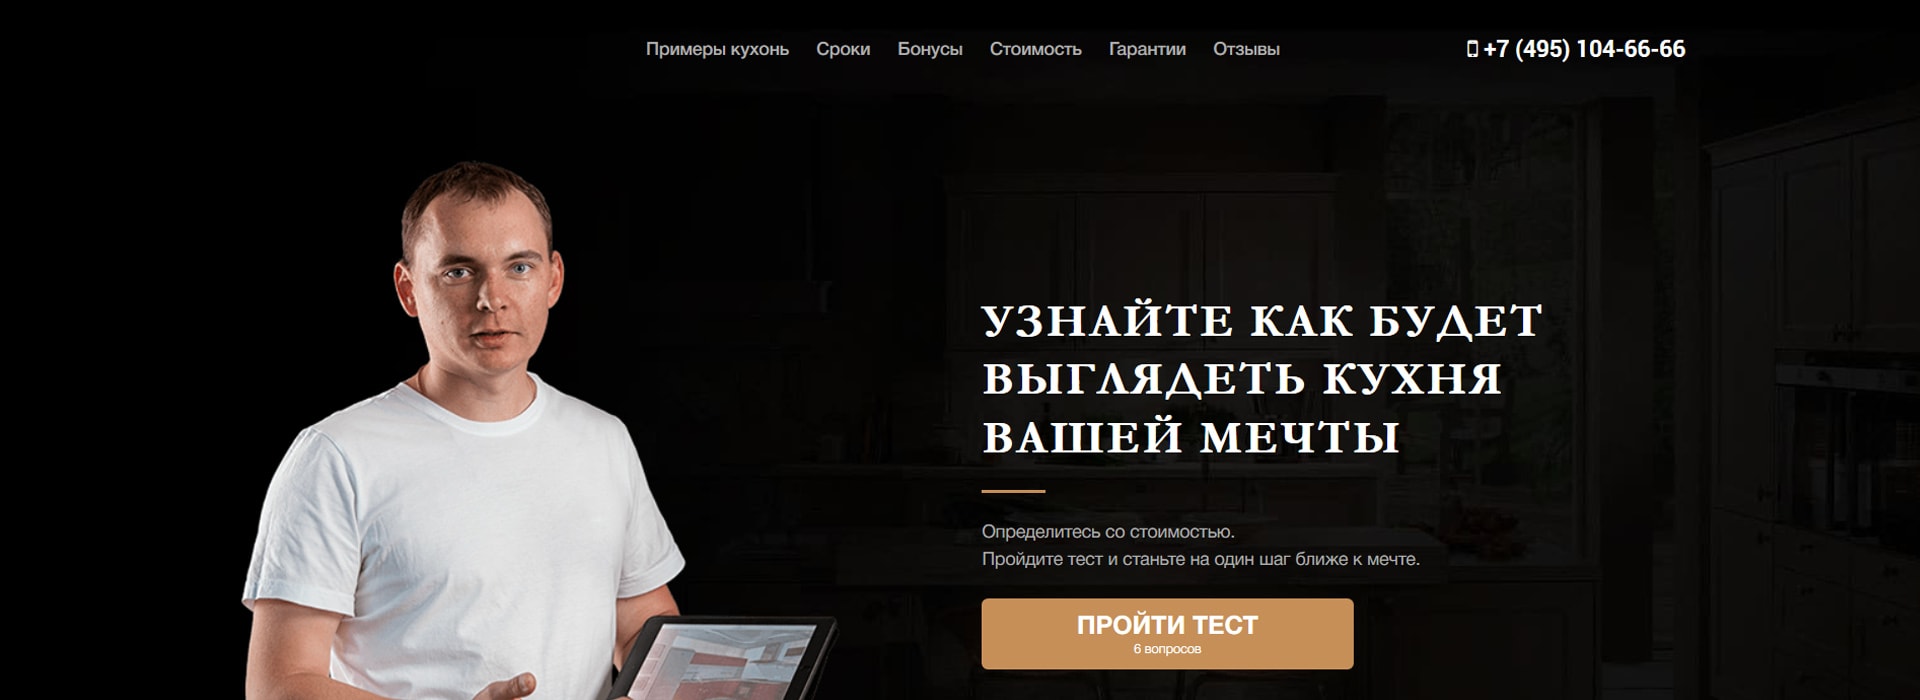 Примеры кухонь Сроки Бонусы Стоимость Гарантии Отзывы +7 (495) 104-66-66
УЗНАЙТЕ КАК БУДЕТ
ВЫГЛЯДЕТЬ КУХНЯ
ВАШЕЙ МЕЧТЫ
Определитесь со стоимостью.
Пройдите тест и станьте на один шаг ближе к мечте.
ПРОЙТИ ТЕСТ
6 вопросов